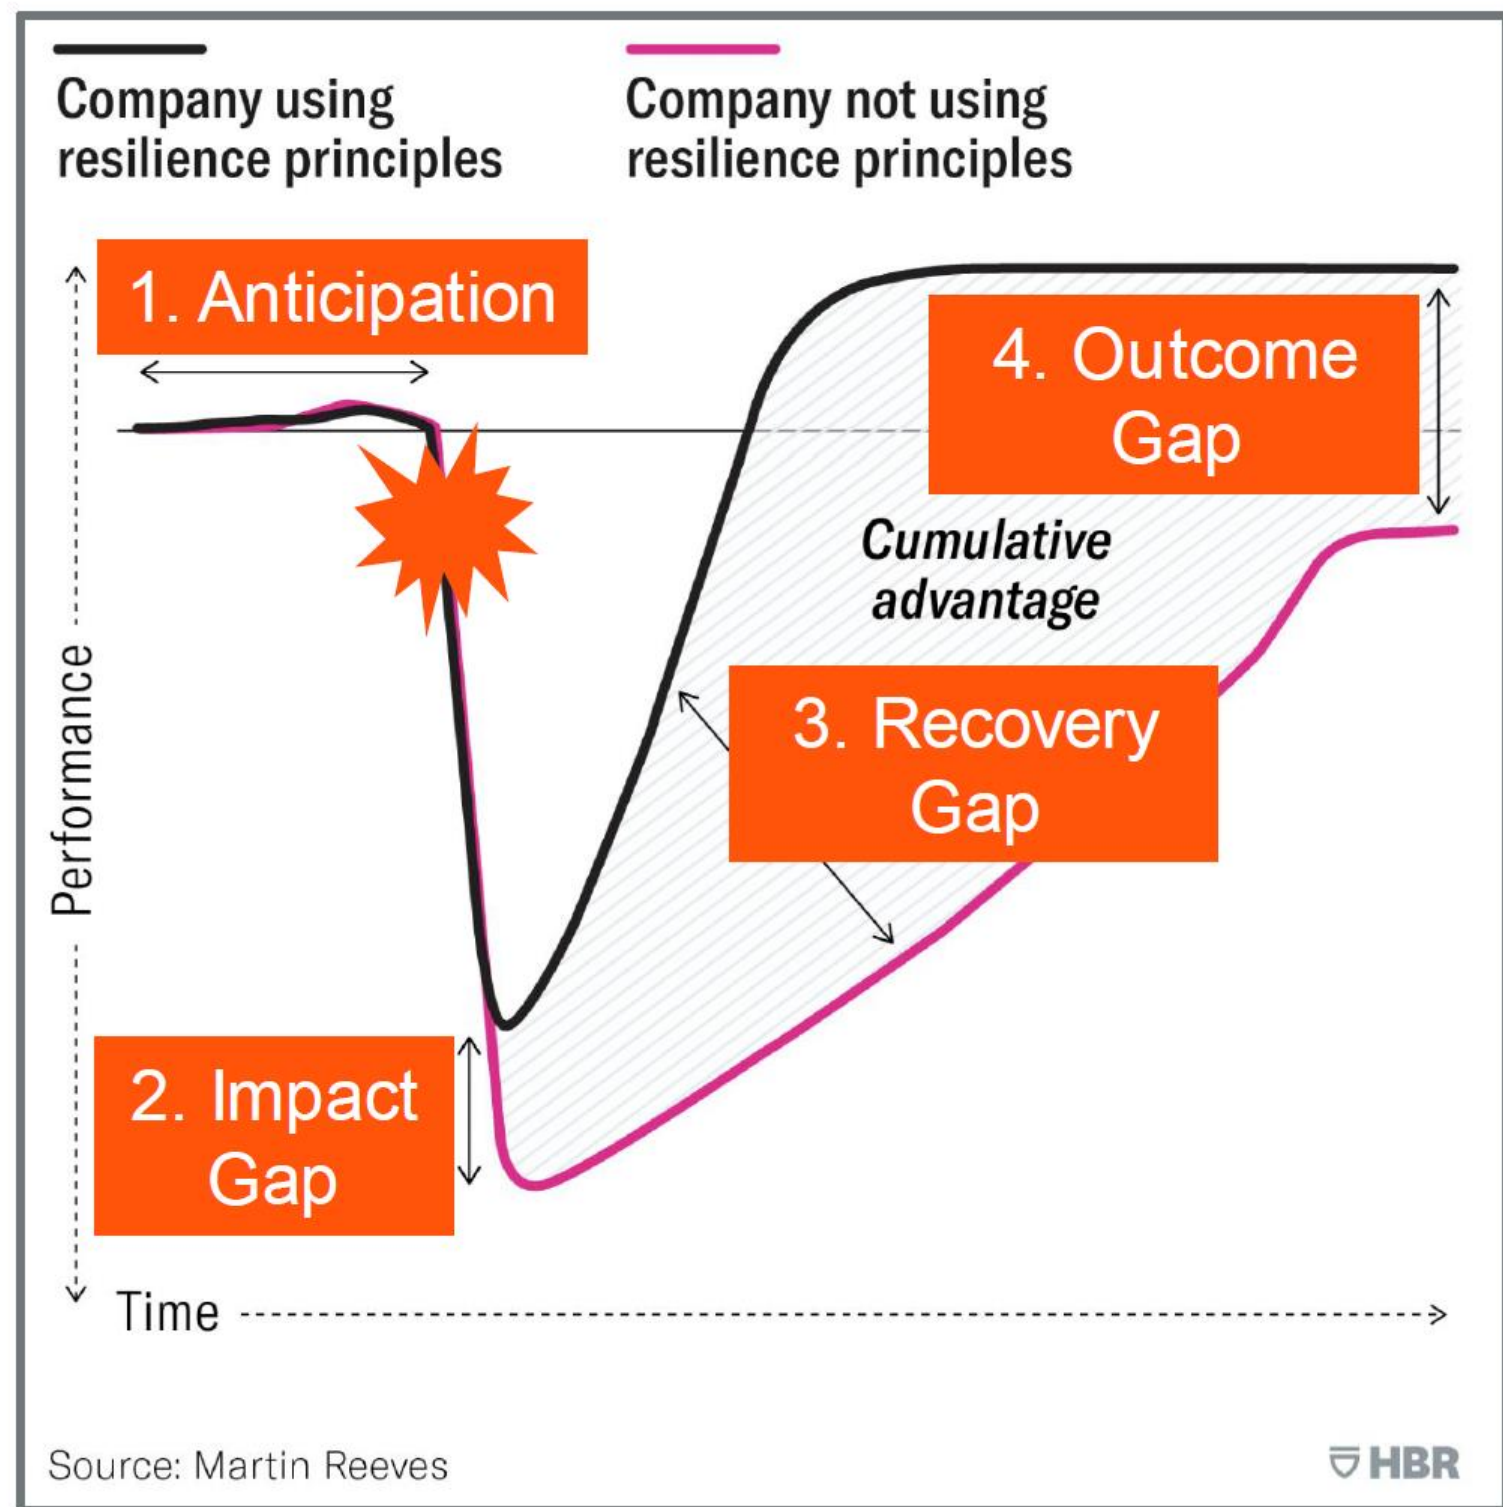 Company using
resilience principles
Company not using
resilience principles
1. Anticipation
4. Outcome
Gap
Cumulative
advantage
3. Recovery
Gap
Performance
2. Impact
Gap
Time
Source: Martin Reeves
HBR